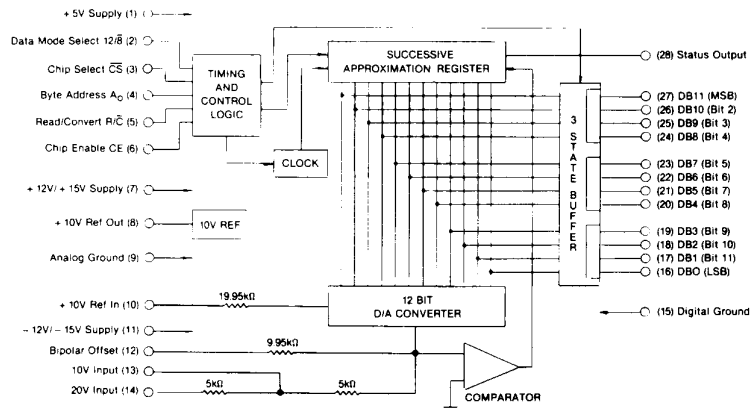 + 5V Supply (1)
Data Mode Select 12/8̅ (2)
Chip Select C̅S̅ (3)
Byte Address A₀ (4)
Read/Convert R/C̅ (5)
Chip Enable CE (6)
+ 12V/ + 15V Supply (7)
+ 10V Ref Out (8)
Analog Ground (9)
+ 10V Ref In (10)
- 12V/ - 15V Supply (11)
Bipolar Offset (12)
10V Input (13)
20V Input (14)
TIMING
AND
CONTROL
LOGIC
CLOCK
10V REF
SUCCESSIVE
APPROXIMATION REGISTER
19.95kΩ
12 BIT
D/A CONVERTER
9.95kΩ
5kΩ
5kΩ
COMPARATOR
3 STATE BUFFER
(28) Status Output
(27) DB11 (MSB)
(26) DB10 (Bit 2)
(25) DB9 (Bit 3)
(24) DB8 (Bit 4)
(23) DB7 (Bit 5)
(22) DB6 (Bit 6)
(21) DB5 (Bit 7)
(20) DB4 (Bit 8)
(19) DB3 (Bit 9)
(18) DB2 (Bit 10)
(17) DB1 (Bit 11)
(16) DBO (LSB)
(15) Digital Ground